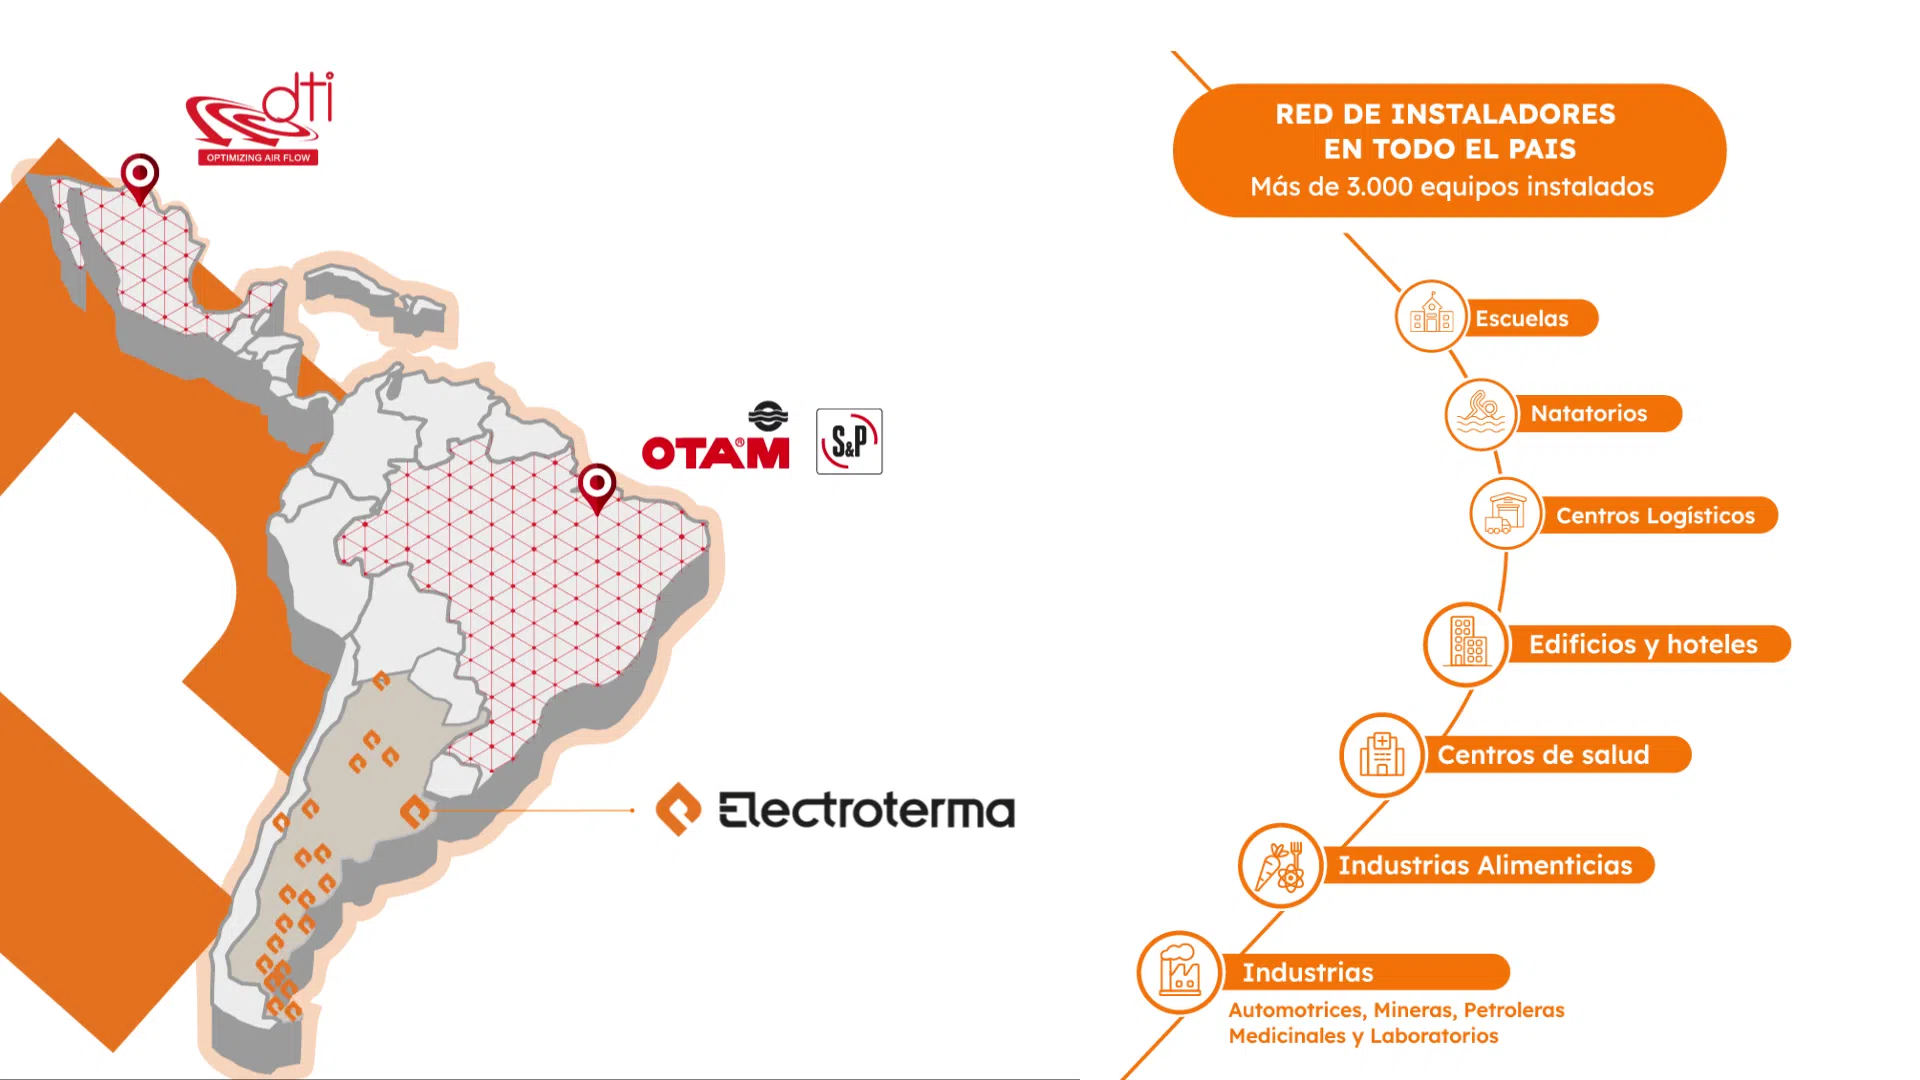 dti
OPTIMIZING AIR FLOW
OTAM®
S&P
Electroterma
RED DE INSTALADORES
EN TODO EL PAIS
Más de 3.000 equipos instalados
Escuelas
Natatorios
Centros Logísticos
Edificios y hoteles
Centros de salud
Industrias Alimenticias
Industrias
Automotrices, Mineras, Petroleras
Medicinales y Laboratorios